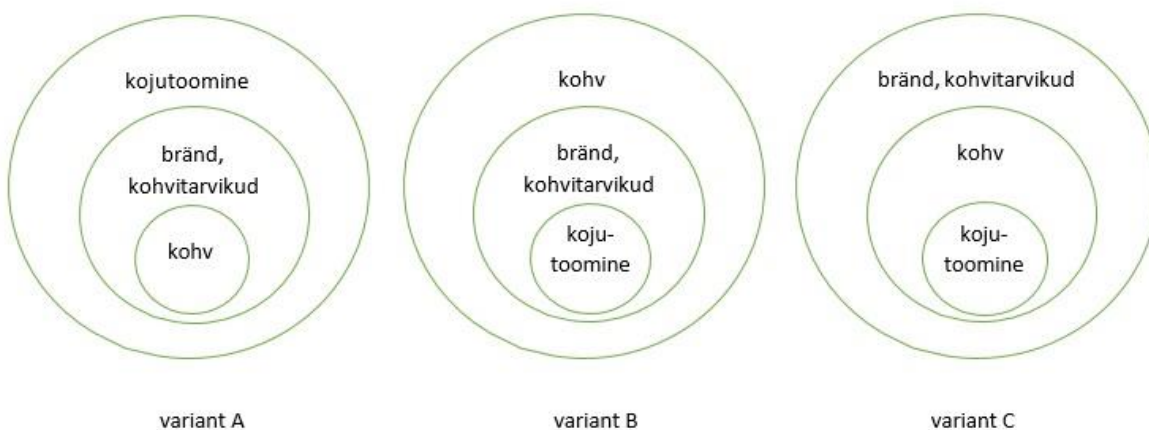 kojutoomine
bränd,
kohvitarvikud
kohv
variant A
kohv
bränd,
kohvitarvikud
koju-
toomine
variant B
bränd, kohvitarvikud
kohv
koju-
toomine
variant C